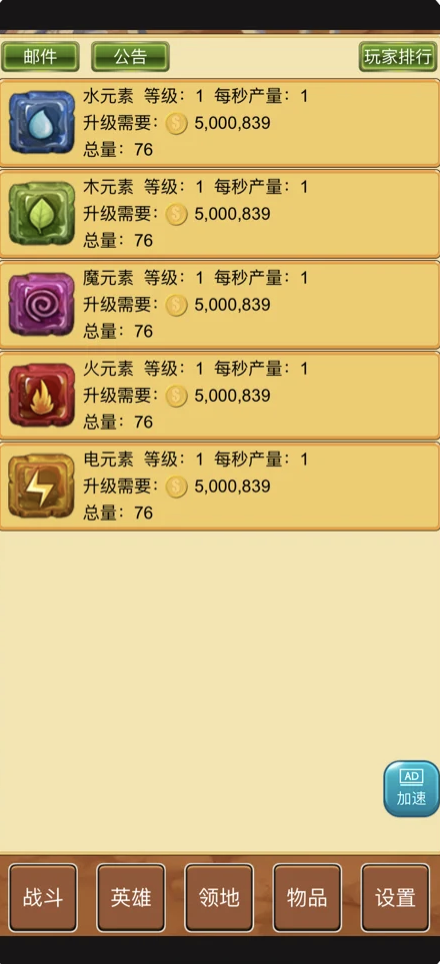 邮件 公告 玩家排行
水元素 等级：1 每秒产量：1
升级需要：5,000,839
总量：76
木元素 等级：1 每秒产量：1
升级需要：5,000,839
总量：76
魔元素 等级：1 每秒产量：1
升级需要：5,000,839
总量：76
火元素 等级：1 每秒产量：1
升级需要：5,000,839
总量：76
电元素 等级：1 每秒产量：1
升级需要：5,000,839
总量：76
AD
加速
战斗 英雄 领地 物品 设置